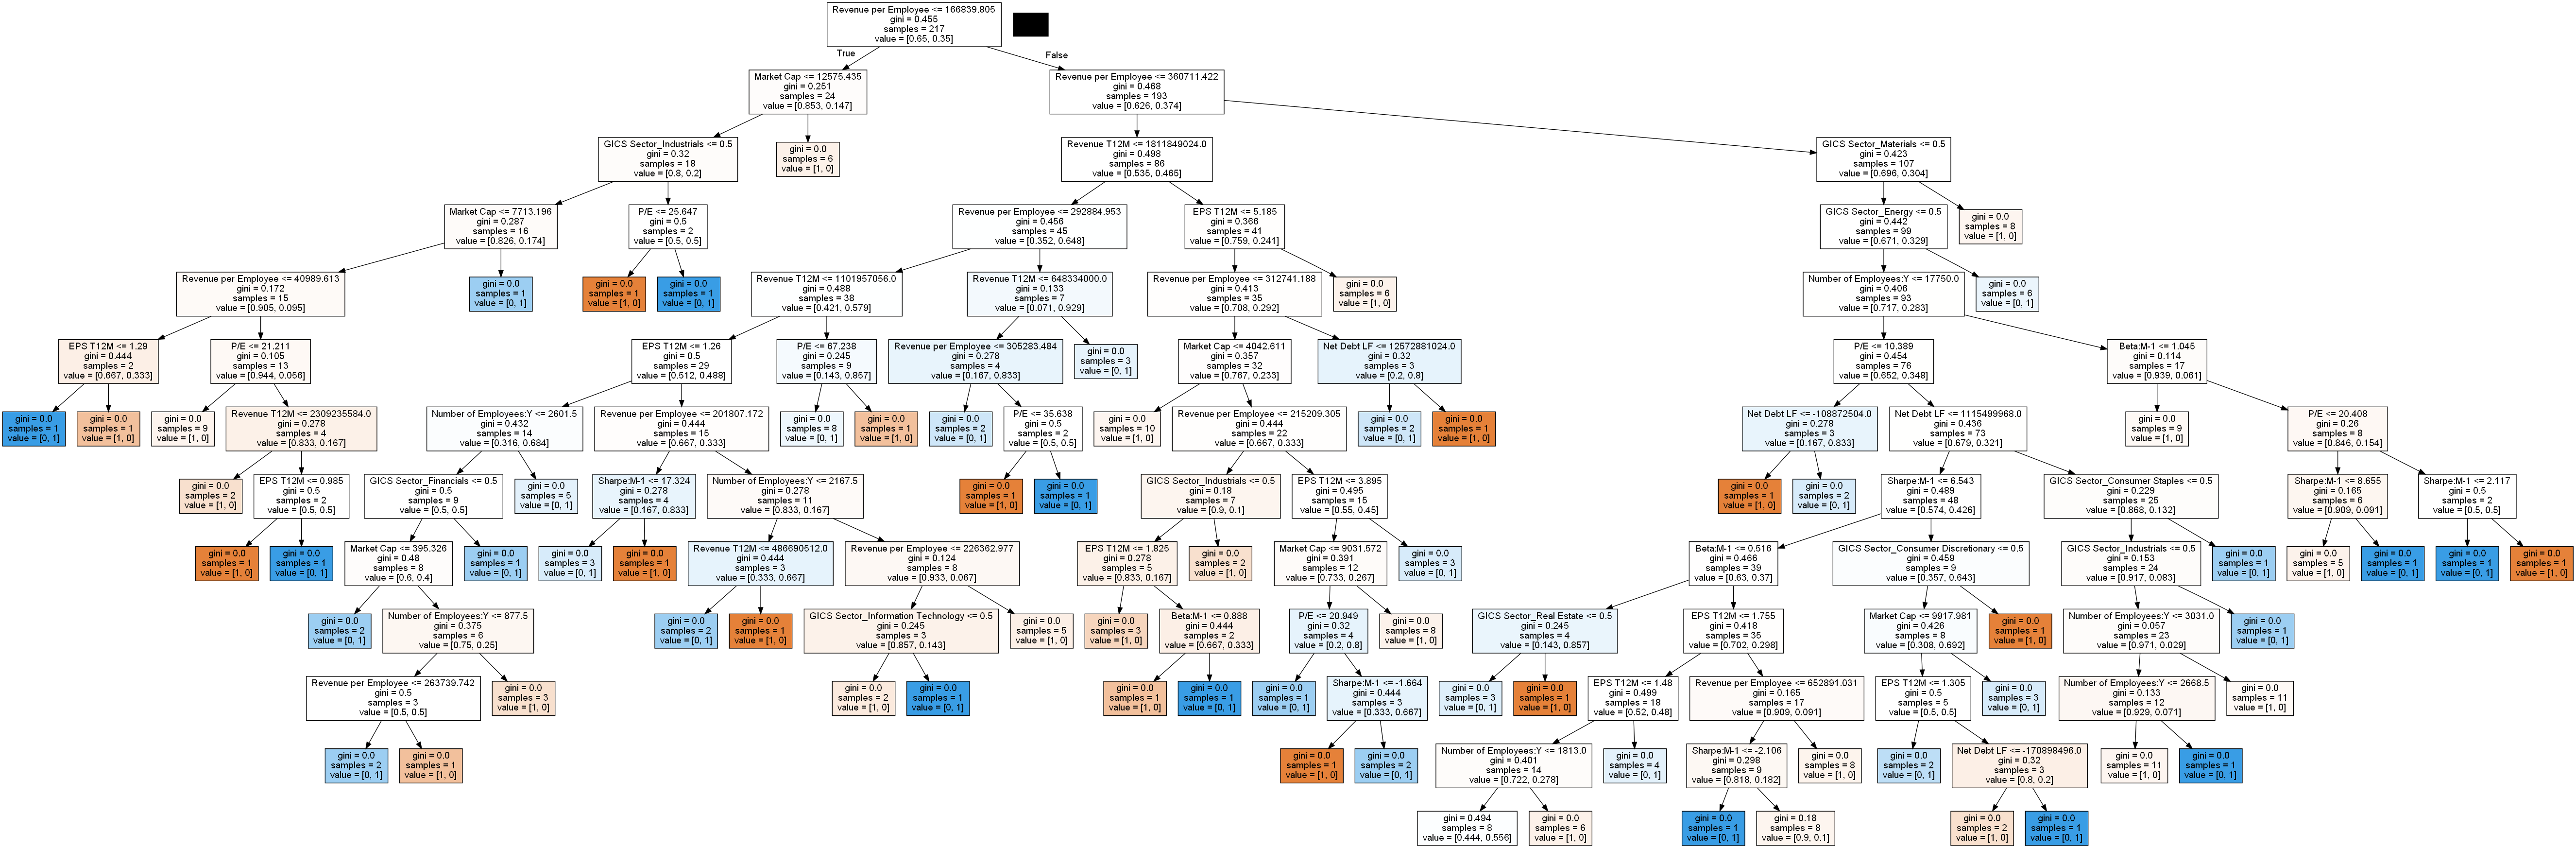 Revenue per Employee <= 166839.805
gini = 0.455
samples = 217
value = [0.65, 0.35]
True
False
Market Cap <= 12575.435
gini = 0.251
samples = 24
value = [0.853, 0.147]
Revenue per Employee <= 360711.422
gini = 0.468
samples = 193
value = [0.626, 0.374]
GICS Sector_Industrials <= 0.5
gini = 0.32
samples = 18
value = [0.8, 0.2]
gini = 0.0
samples = 6
value = [1, 0]
Revenue T12M <= 1811849024.0
gini = 0.498
samples = 86
value = [0.535, 0.465]
GICS Sector_Materials <= 0.5
gini = 0.423
samples = 107
value = [0.696, 0.304]
Market Cap <= 7713.196
gini = 0.287
samples = 16
value = [0.826, 0.174]
P/E <= 25.647
gini = 0.5
samples = 2
value = [0.5, 0.5]
Revenue per Employee <= 292884.953
gini = 0.456
samples = 45
value = [0.352, 0.648]
EPS T12M <= 5.185
gini = 0.366
samples = 41
value = [0.759, 0.241]
GICS Sector_Energy <= 0.5
gini = 0.442
samples = 99
value = [0.671, 0.329]
gini = 0.0
samples = 8
value = [1, 0]
Revenue per Employee <= 40989.613
gini = 0.172
samples = 15
value = [0.905, 0.095]
gini = 0.0
samples = 1
value = [0, 1]
gini = 0.0
samples = 1
value = [1, 0]
gini = 0.0
samples = 1
value = [0, 1]
Revenue T12M <= 1101957056.0
gini = 0.488
samples = 38
value = [0.421, 0.579]
Revenue T12M <= 648334000.0
gini = 0.133
samples = 7
value = [0.071, 0.929]
Revenue per Employee <= 312741.188
gini = 0.413
samples = 35
value = [0.708, 0.292]
gini = 0.0
samples = 6
value = [1, 0]
Number of Employees:Y <= 17750.0
gini = 0.406
samples = 93
value = [0.717, 0.283]
gini = 0.0
samples = 6
value = [0, 1]
EPS T12M <= 1.29
gini = 0.444
samples = 2
value = [0.667, 0.333]
P/E <= 21.211
gini = 0.105
samples = 13
value = [0.944, 0.056]
EPS T12M <= 1.26
gini = 0.5
samples = 29
value = [0.512, 0.488]
P/E <= 67.238
gini = 0.245
samples = 9
value = [0.143, 0.857]
Revenue per Employee <= 305283.484
gini = 0.278
samples = 4
value = [0.167, 0.833]
gini = 0.0
samples = 3
value = [0, 1]
Market Cap <= 4042.611
gini = 0.357
samples = 32
value = [0.767, 0.233]
Net Debt LF <= 12572881024.0
gini = 0.32
samples = 3
value = [0.2, 0.8]
P/E <= 10.389
gini = 0.454
samples = 76
value = [0.652, 0.348]
Beta:M-1 <= 1.045
gini = 0.114
samples = 17
value = [0.939, 0.061]
gini = 0.0
samples = 1
value = [0, 1]
gini = 0.0
samples = 1
value = [1, 0]
gini = 0.0
samples = 9
value = [1, 0]
Revenue T12M <= 2309235584.0
gini = 0.278
samples = 4
value = [0.833, 0.167]
Number of Employees:Y <= 2601.5
gini = 0.432
samples = 14
value = [0.316, 0.684]
Revenue per Employee <= 201807.172
gini = 0.444
samples = 15
value = [0.667, 0.333]
gini = 0.0
samples = 8
value = [0, 1]
gini = 0.0
samples = 1
value = [1, 0]
gini = 0.0
samples = 2
value = [0, 1]
P/E <= 35.638
gini = 0.5
samples = 2
value = [0.5, 0.5]
gini = 0.0
samples = 10
value = [1, 0]
Revenue per Employee <= 215209.305
gini = 0.444
samples = 22
value = [0.667, 0.333]
gini = 0.0
samples = 2
value = [0, 1]
gini = 0.0
samples = 1
value = [1, 0]
Net Debt LF <= -108872504.0
gini = 0.278
samples = 3
value = [0.167, 0.833]
Net Debt LF <= 1115499968.0
gini = 0.436
samples = 73
value = [0.679, 0.321]
gini = 0.0
samples = 9
value = [1, 0]
P/E <= 20.408
gini = 0.26
samples = 8
value = [0.846, 0.154]
gini = 0.0
samples = 2
value = [1, 0]
EPS T12M <= 0.985
gini = 0.5
samples = 2
value = [0.5, 0.5]
GICS Sector_Financials <= 0.5
gini = 0.5
samples = 9
value = [0.5, 0.5]
gini = 0.0
samples = 5
value = [0, 1]
Sharpe:M-1 <= 17.324
gini = 0.278
samples = 4
value = [0.167, 0.833]
Number of Employees:Y <= 2167.5
gini = 0.278
samples = 11
value = [0.833, 0.167]
gini = 0.0
samples = 1
value = [1, 0]
gini = 0.0
samples = 1
value = [0, 1]
GICS Sector_Industrials <= 0.5
gini = 0.18
samples = 7
value = [0.9, 0.1]
EPS T12M <= 3.895
gini = 0.495
samples = 15
value = [0.55, 0.45]
gini = 0.0
samples = 1
value = [1, 0]
gini = 0.0
samples = 2
value = [0, 1]
Sharpe:M-1 <= 6.543
gini = 0.489
samples = 48
value = [0.574, 0.426]
GICS Sector_Consumer Staples <= 0.5
gini = 0.229
samples = 25
value = [0.868, 0.132]
Sharpe:M-1 <= 8.655
gini = 0.165
samples = 6
value = [0.909, 0.091]
Sharpe:M-1 <= 2.117
gini = 0.5
samples = 2
value = [0.5, 0.5]
gini = 0.0
samples = 1
value = [1, 0]
gini = 0.0
samples = 1
value = [0, 1]
Market Cap <= 395.326
gini = 0.48
samples = 8
value = [0.6, 0.4]
gini = 0.0
samples = 1
value = [0, 1]
gini = 0.0
samples = 3
value = [0, 1]
gini = 0.0
samples = 1
value = [1, 0]
Revenue T12M <= 486690512.0
gini = 0.444
samples = 3
value = [0.333, 0.667]
Revenue per Employee <= 226362.977
gini = 0.124
samples = 8
value = [0.933, 0.067]
EPS T12M <= 1.825
gini = 0.278
samples = 5
value = [0.833, 0.167]
gini = 0.0
samples = 2
value = [1, 0]
Market Cap <= 9031.572
gini = 0.391
samples = 12
value = [0.733, 0.267]
gini = 0.0
samples = 3
value = [0, 1]
Beta:M-1 <= 0.516
gini = 0.466
samples = 39
value = [0.63, 0.37]
GICS Sector_Consumer Discretionary <= 0.5
gini = 0.459
samples = 9
value = [0.357, 0.643]
GICS Sector_Industrials <= 0.5
gini = 0.153
samples = 24
value = [0.917, 0.083]
gini = 0.0
samples = 1
value = [0, 1]
gini = 0.0
samples = 5
value = [1, 0]
gini = 0.0
samples = 1
value = [0, 1]
gini = 0.0
samples = 1
value = [0, 1]
gini = 0.0
samples = 1
value = [1, 0]
gini = 0.0
samples = 2
value = [0, 1]
Number of Employees:Y <= 877.5
gini = 0.375
samples = 6
value = [0.75, 0.25]
gini = 0.0
samples = 2
value = [0, 1]
gini = 0.0
samples = 1
value = [1, 0]
GICS Sector_Information Technology <= 0.5
gini = 0.245
samples = 3
value = [0.857, 0.143]
gini = 0.0
samples = 5
value = [1, 0]
gini = 0.0
samples = 3
value = [1, 0]
Beta:M-1 <= 0.888
gini = 0.444
samples = 2
value = [0.667, 0.333]
P/E <= 20.949
gini = 0.32
samples = 4
value = [0.2, 0.8]
gini = 0.0
samples = 8
value = [1, 0]
GICS Sector_Real Estate <= 0.5
gini = 0.245
samples = 4
value = [0.143, 0.857]
EPS T12M <= 1.755
gini = 0.418
samples = 35
value = [0.702, 0.298]
Market Cap <= 9917.981
gini = 0.426
samples = 8
value = [0.308, 0.692]
gini = 0.0
samples = 1
value = [1, 0]
Number of Employees:Y <= 3031.0
gini = 0.057
samples = 23
value = [0.971, 0.029]
gini = 0.0
samples = 1
value = [0, 1]
Revenue per Employee <= 263739.742
gini = 0.5
samples = 3
value = [0.5, 0.5]
gini = 0.0
samples = 3
value = [1, 0]
gini = 0.0
samples = 2
value = [1, 0]
gini = 0.0
samples = 1
value = [0, 1]
gini = 0.0
samples = 1
value = [1, 0]
gini = 0.0
samples = 1
value = [0, 1]
gini = 0.0
samples = 1
value = [0, 1]
Sharpe:M-1 <= -1.664
gini = 0.444
samples = 3
value = [0.333, 0.667]
gini = 0.0
samples = 3
value = [0, 1]
gini = 0.0
samples = 1
value = [1, 0]
EPS T12M <= 1.48
gini = 0.499
samples = 18
value = [0.52, 0.48]
Revenue per Employee <= 652891.031
gini = 0.165
samples = 17
value = [0.909, 0.091]
EPS T12M <= 1.305
gini = 0.5
samples = 5
value = [0.5, 0.5]
gini = 0.0
samples = 3
value = [0, 1]
Number of Employees:Y <= 2668.5
gini = 0.133
samples = 12
value = [0.929, 0.071]
gini = 0.0
samples = 11
value = [1, 0]
gini = 0.0
samples = 2
value = [0, 1]
gini = 0.0
samples = 1
value = [1, 0]
gini = 0.0
samples = 1
value = [1, 0]
gini = 0.0
samples = 2
value = [0, 1]
Number of Employees:Y <= 1813.0
gini = 0.401
samples = 14
value = [0.722, 0.278]
gini = 0.0
samples = 4
value = [0, 1]
Sharpe:M-1 <= -2.106
gini = 0.298
samples = 9
value = [0.818, 0.182]
gini = 0.0
samples = 8
value = [1, 0]
gini = 0.0
samples = 2
value = [0, 1]
Net Debt LF <= -170898496.0
gini = 0.32
samples = 3
value = [0.8, 0.2]
gini = 0.0
samples = 11
value = [1, 0]
gini = 0.0
samples = 1
value = [0, 1]
gini = 0.494
samples = 8
value = [0.444, 0.556]
gini = 0.0
samples = 6
value = [1, 0]
gini = 0.0
samples = 1
value = [0, 1]
gini = 0.18
samples = 8
value = [0.9, 0.1]
gini = 0.0
samples = 2
value = [1, 0]
gini = 0.0
samples = 1
value = [0, 1]